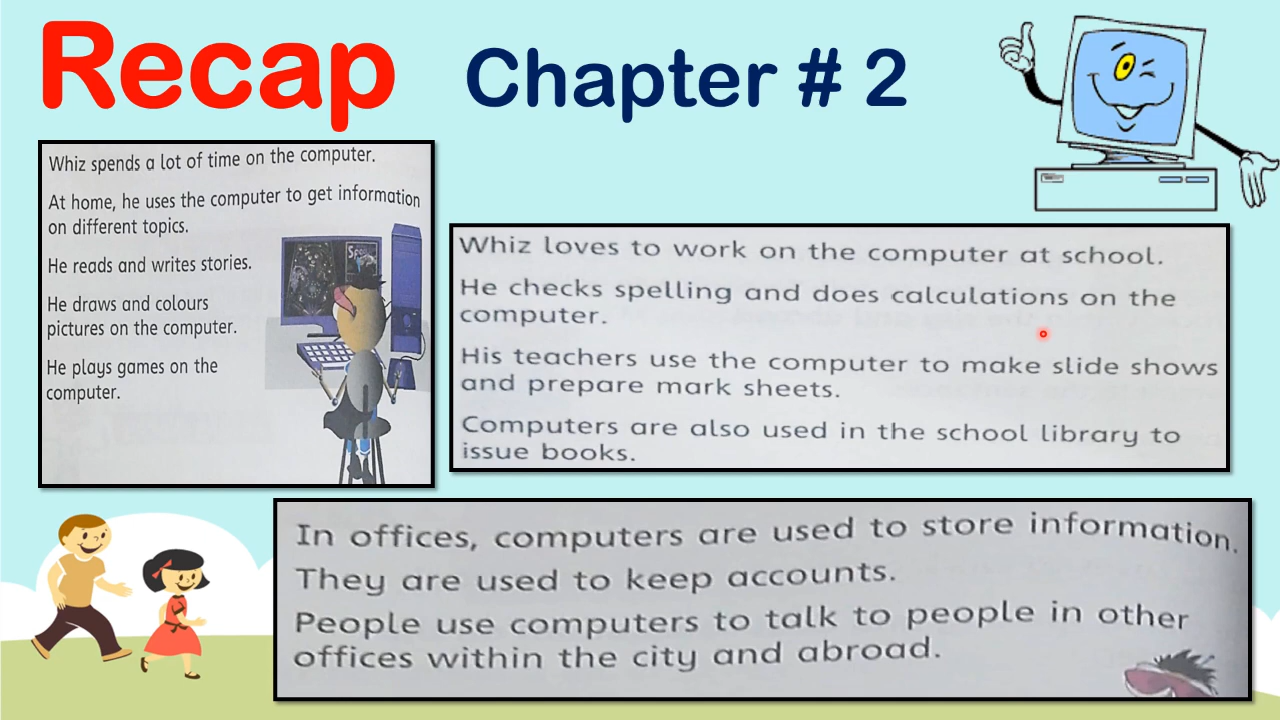 Recap Chapter # 2
Whiz spends a lot of time on the computer.
At home, he uses the computer to get information
on different topics.
He reads and writes stories.
He draws and colours
pictures on the computer.
He plays games on the
computer.
Whiz loves to work on the computer at school.
He checks spelling and does calculations on the
computer.
His teachers use the computer to make slide shows
and prepare mark sheets.
Computers are also used in the school library to
issue books.
In offices, computers are used to store information.
They are used to keep accounts.
People use computers to talk to people in other
offices within the city and abroad.